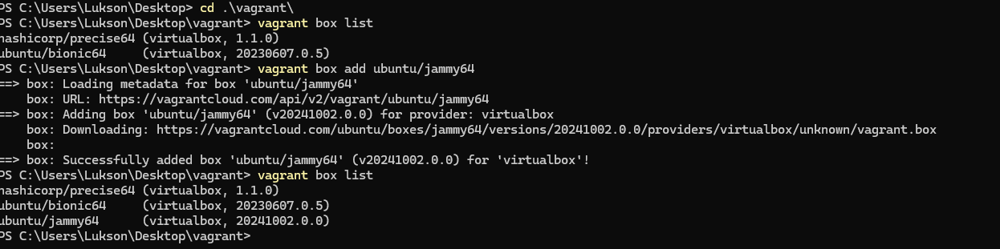 PS C:\Users\Lukson\Desktop> cd .\vagrant\
PS C:\Users\Lukson\Desktop\vagrant> vagrant box list
hashicorp/precise64 (virtualbox, 1.1.0)
ubuntu/bionic64     (virtualbox, 20230607.0.5)
PS C:\Users\Lukson\Desktop\vagrant> vagrant box add ubuntu/jammy64
==> box: Loading metadata for box 'ubuntu/jammy64'
    box: URL: https://vagrantcloud.com/api/v2/vagrant/ubuntu/jammy64
==> box: Adding box 'ubuntu/jammy64' (v20241002.0.0) for provider: virtualbox
    box: Downloading: https://vagrantcloud.com/ubuntu/boxes/jammy64/versions/20241002.0.0/providers/virtualbox/unknown/vagrant.box
    box:
==> box: Successfully added box 'ubuntu/jammy64' (v20241002.0.0) for 'virtualbox'!
PS C:\Users\Lukson\Desktop\vagrant> vagrant box list
hashicorp/precise64 (virtualbox, 1.1.0)
ubuntu/bionic64     (virtualbox, 20230607.0.5)
ubuntu/jammy64      (virtualbox, 20241002.0.0)
PS C:\Users\Lukson\Desktop\vagrant>